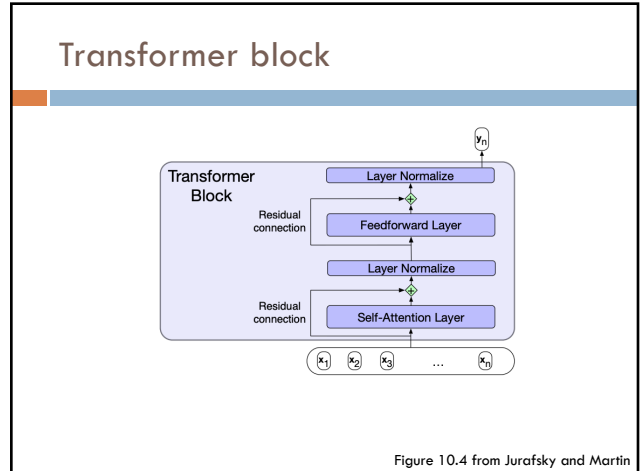 Transformer block
yn
Transformer
Block
Layer Normalize
+
Residual
connection
Feedforward Layer
Layer Normalize
+
Residual
connection
Self-Attention Layer
x1 x2 x3 ... xn
Figure 10.4 from Jurafsky and Martin